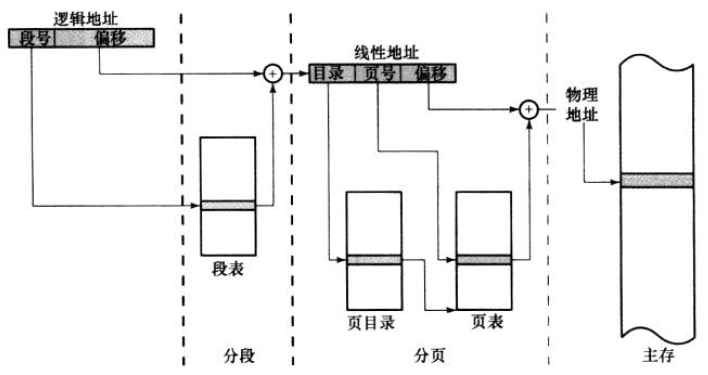 逻辑地址
段号 偏移
线性地址
目录 页号 偏移
物理
地址
段表
页目录
页表
分段
分页
主存